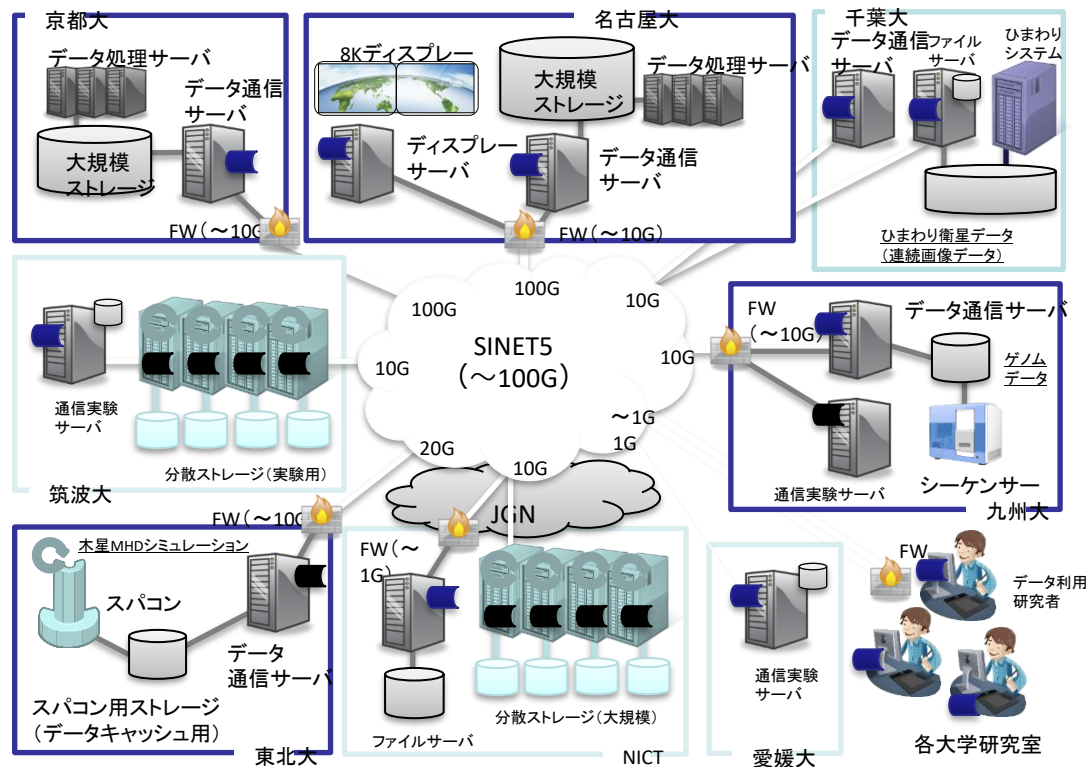 京都大
データ処理サーバ
データ通信
サーバ
大規模
ストレージ
FW(～10G
名古屋大
8Kディスプレー
大規模
ストレージ
データ処理サーバ
ディスプレー
サーバ
データ通信
サーバ
FW(～10G)
千葉大
データ通信
サーバ
ファイル
サーバ
ひまわり
システム
ひまわり衛星データ
(連続画像データ)
100G
100G
10G
10G
10G
SINET5
(～100G)
～1G
1G
20G
10G
JGN
通信実験
サーバ
分散ストレージ(実験用)
筑波大
FW
(～10G)
データ通信サーバ
ゲノム
データ
通信実験サーバ
シーケンサー
九州大
FW(～10G
木星MHDシミュレーション
スパコン
データ
通信サーバ
スパコン用ストレージ
(データキャッシュ用)
東北大
FW(～
1G)
ファイルサーバ
分散ストレージ(大規模)
NICT
通信実験
サーバ
愛媛大
FW
データ利用
研究者
各大学研究室